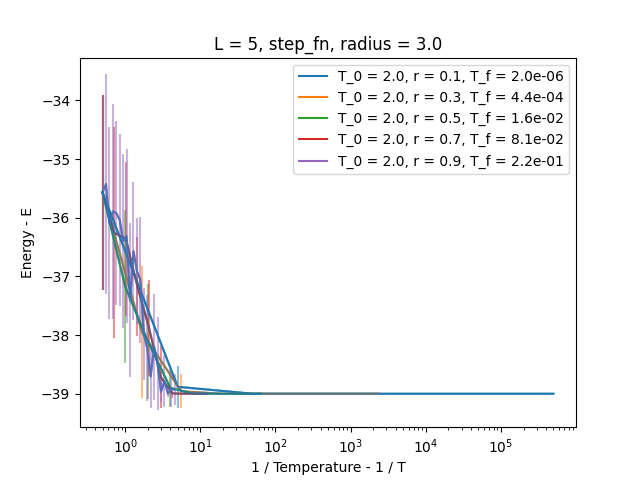 L = 5, step_fn, radius = 3.0
T_0 = 2.0, r = 0.1, T_f = 2.0e-06
T_0 = 2.0, r = 0.3, T_f = 4.4e-04
T_0 = 2.0, r = 0.5, T_f = 1.6e-02
T_0 = 2.0, r = 0.7, T_f = 8.1e-02
T_0 = 2.0, r = 0.9, T_f = 2.2e-01
Energy - E
−34
−35
−36
−37
−38
−39
10⁰ 10¹ 10² 10³ 10⁴ 10⁵
1 / Temperature - 1 / T